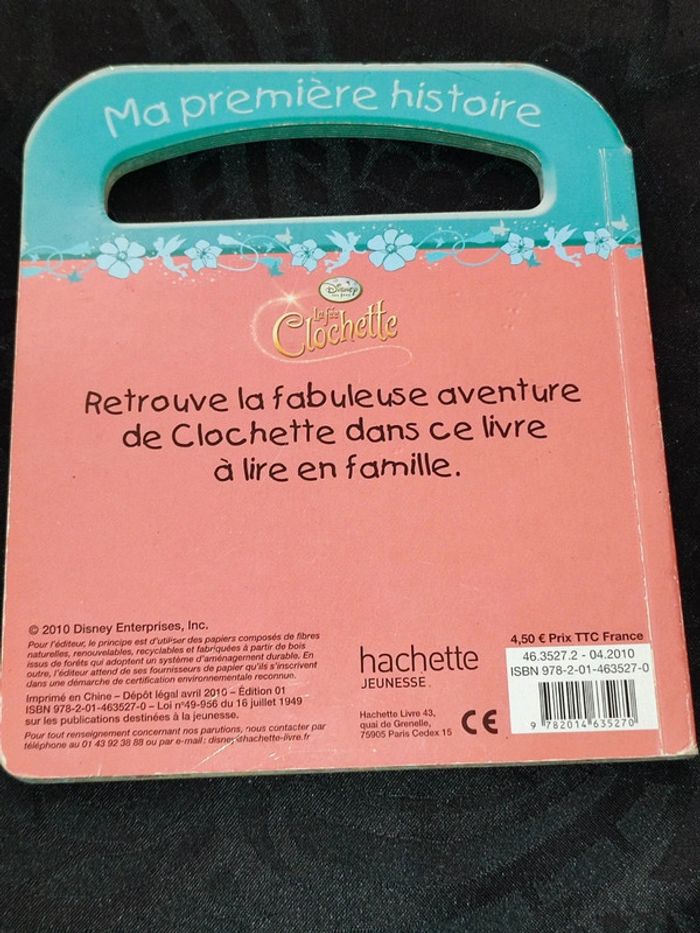 Ma première histoire
Disney
La fée
Clochette
Retrouve la fabuleuse aventure
de Clochette dans ce livre
à lire en famille.
© 2010 Disney Enterprises, Inc.
Pour l'éditeur, le principe est d'utiliser des papiers composés de fibres
naturelles, renouvelables, recyclables et fabriquées à partir de bois
issus de forêts qui adoptent un système d'aménagement durable. En
outre, l'éditeur attend de ses fournisseurs de papier qu'ils s'inscrivent
dans une démarche de certification environnementale reconnue.
Imprimé en Chine – Dépôt légal avril 2010 – Édition 01
ISBN 978-2-01-463527-0 – Loi n°49-956 du 16 juillet 1949
sur les publications destinées à la jeunesse.
Pour tout renseignement concernant nos parutions, nous contacter par
téléphone au 01 43 92 38 88 ou par e-mail : disney@hachette-livre.fr
hachette
JEUNESSE
Hachette Livre 43,
quai de Grenelle,
75905 Paris Cedex 15
CE
4,50 € Prix TTC France
46.3527.2 - 04.2010
ISBN 978-2-01-463527-0
9 782014 635270